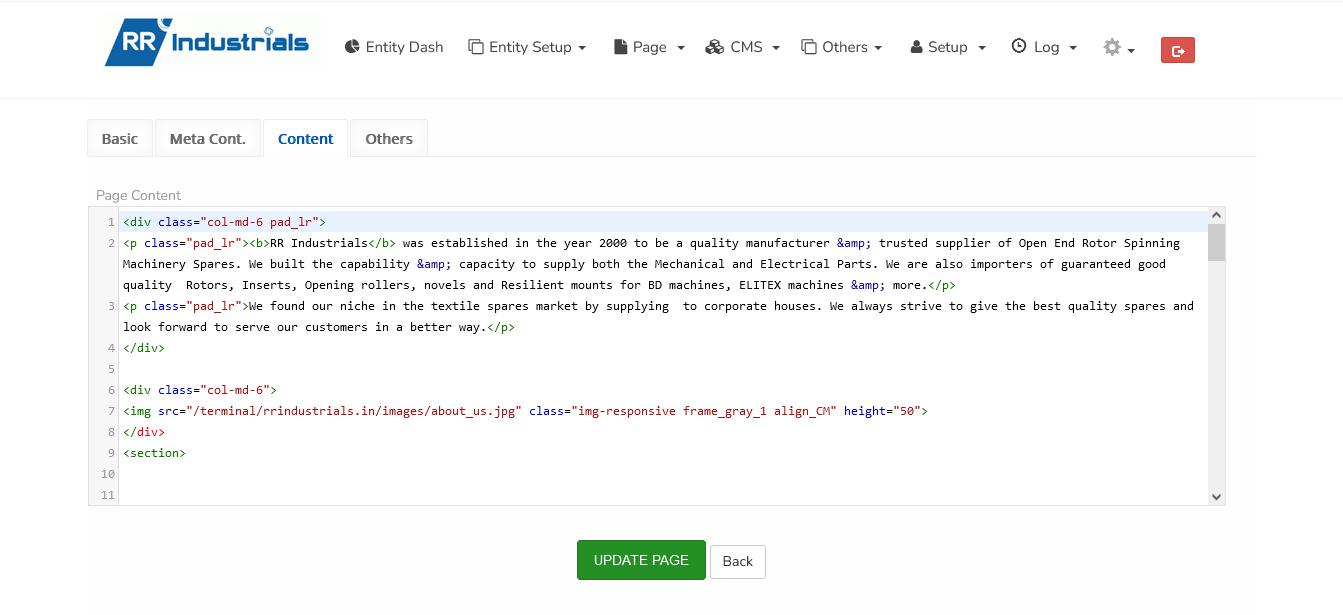 RR Industrials
Entity Dash Entity Setup Page CMS Others Setup Log
Basic Meta Cont. Content Others
Page Content
1 <div class="col-md-6 pad_lr">
2 <p class="pad_lr"><b>RR Industrials</b> was established in the year 2000 to be a quality manufacturer &amp; trusted supplier of Open End Rotor Spinning
Machinery Spares. We built the capability &amp; capacity to supply both the Mechanical and Electrical Parts. We are also importers of guaranteed good
quality  Rotors, Inserts, Opening rollers, novels and Resilient mounts for BD machines, ELITEX machines &amp; more.</p>
3 <p class="pad_lr">We found our niche in the textile spares market by supplying  to corporate houses. We always strive to give the best quality spares and
look forward to serve our customers in a better way.</p>
4 </div>
5
6 <div class="col-md-6">
7 <img src="/terminal/rrindustrials.in/images/about_us.jpg" class="img-responsive frame_gray_1 align_CM" height="50">
8 </div>
9 <section>
10
11
UPDATE PAGE Back